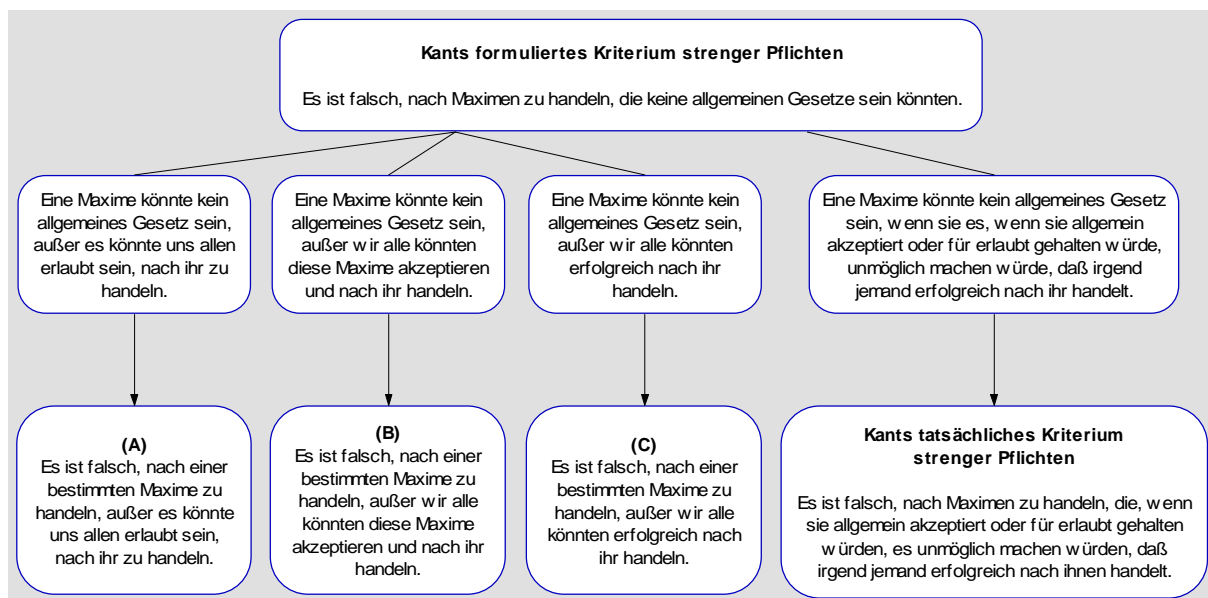 Kants formuliertes Kriterium strenger Pflichten
Es ist falsch, nach Maximen zu handeln, die keine allgemeinen Gesetze sein könnten.
Eine Maxime könnte kein
allgemeines Gesetz sein,
außer es könnte uns allen
erlaubt sein, nach ihr zu
handeln.
Eine Maxime könnte kein
allgemeines Gesetz sein,
außer wir alle könnten
diese Maxime akzeptieren
und nach ihr handeln.
Eine Maxime könnte kein
allgemeines Gesetz sein,
außer wir alle könnten
erfolgreich nach ihr
handeln.
Eine Maxime könnte kein allgemeines Gesetz
sein, wenn sie es, wenn sie allgemein
akzeptiert oder für erlaubt gehalten würde,
unmöglich machen würde, daß irgend
jemand erfolgreich nach ihr handelt.
(A)
Es ist falsch, nach einer
bestimmten Maxime zu
handeln, außer es könnte
uns allen erlaubt sein,
nach ihr zu handeln.
(B)
Es ist falsch, nach einer
bestimmten Maxime zu
handeln, außer wir alle
könnten diese Maxime
akzeptieren und nach ihr
handeln.
(C)
Es ist falsch, nach einer
bestimmten Maxime zu
handeln, außer wir alle
könnten erfolgreich nach
ihr handeln.
Kants tatsächliches Kriterium
strenger Pflichten
Es ist falsch, nach Maximen zu handeln, die, wenn
sie allgemein akzeptiert oder für erlaubt gehalten
würden, es unmöglich machen würden, daß
irgend jemand erfolgreich nach ihnen handelt.